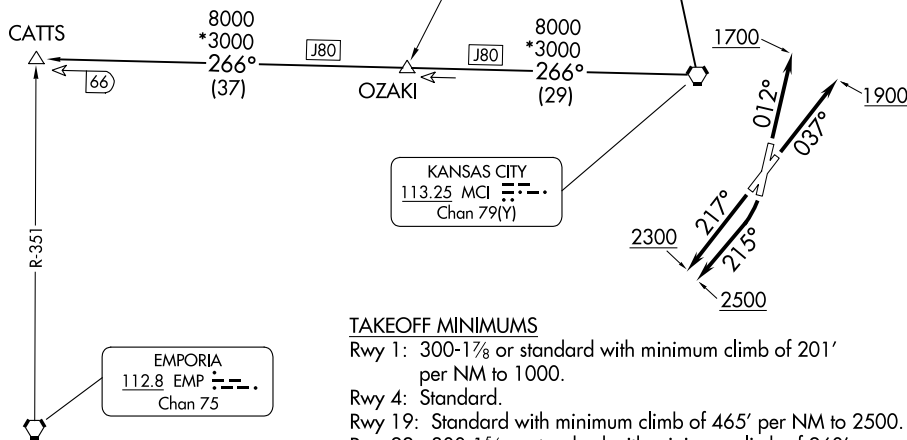 CATTS
8000
*3000
266°
(37)
J80
66
OZAKI
8000
*3000
266°
(29)
J80
1700
1900
012°
037°
217°
215°
2300
2500
KANSAS CITY
113.25 MCI
Chan 79(Y)
R-351
EMPORIA
112.8 EMP
Chan 75
TAKEOFF MINIMUMS
Rwy 1: 300-1⅞ or standard with minimum climb of 201'
per NM to 1000.
Rwy 4: Standard.
Rwy 19: Standard with minimum climb of 465' per NM to 2500.